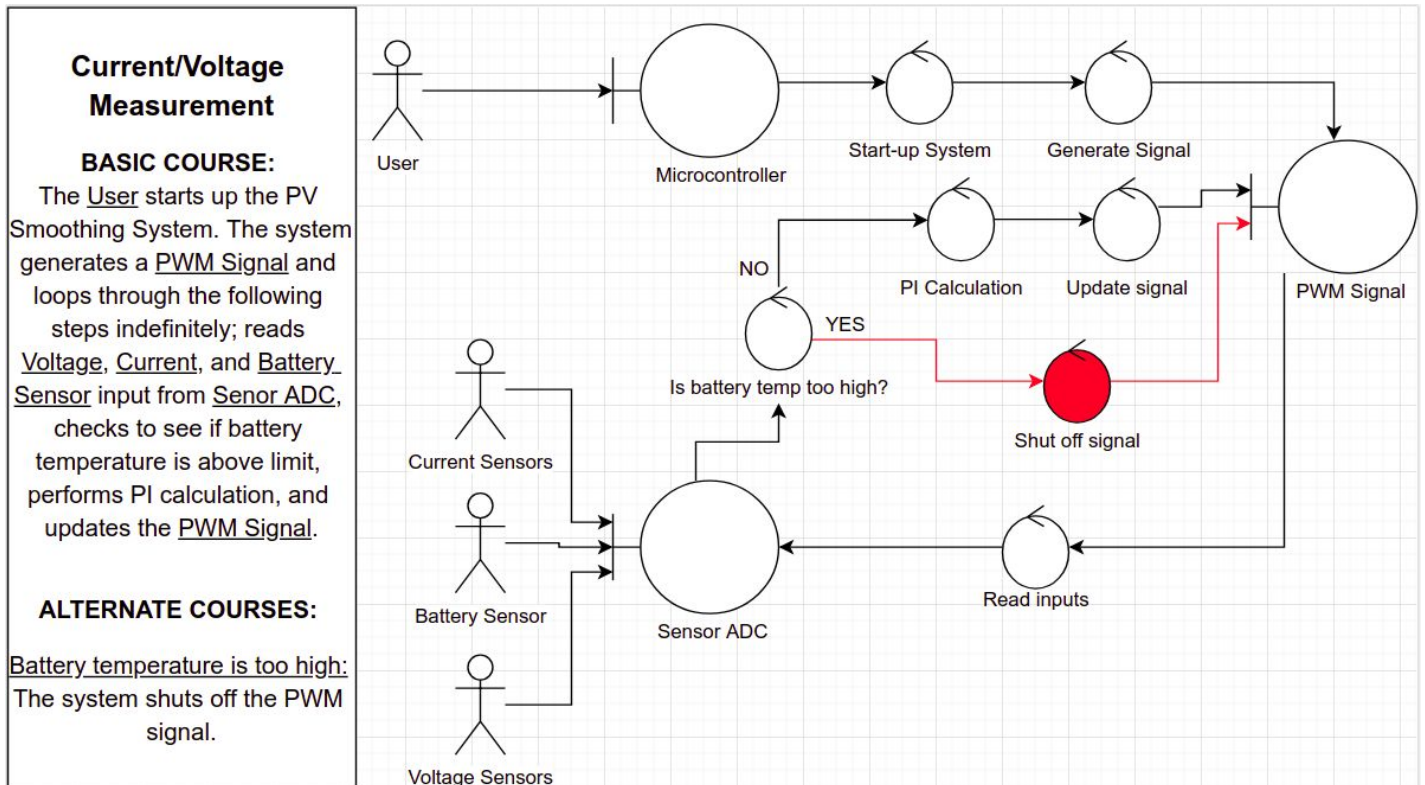 Current/Voltage
Measurement
BASIC COURSE:
The User starts up the PV
Smoothing System. The system
generates a PWM Signal and
loops through the following
steps indefinitely; reads
Voltage, Current, and Battery
Sensor input from Senor ADC,
checks to see if battery
temperature is above limit,
performs PI calculation, and
updates the PWM Signal.
ALTERNATE COURSES:
Battery temperature is too high:
The system shuts off the PWM
signal.
User
Microcontroller
Start-up System
Generate Signal
NO
PI Calculation
Update signal
PWM Signal
YES
Is battery temp too high?
Shut off signal
Current Sensors
Battery Sensor
Sensor ADC
Read inputs
Voltage Sensors